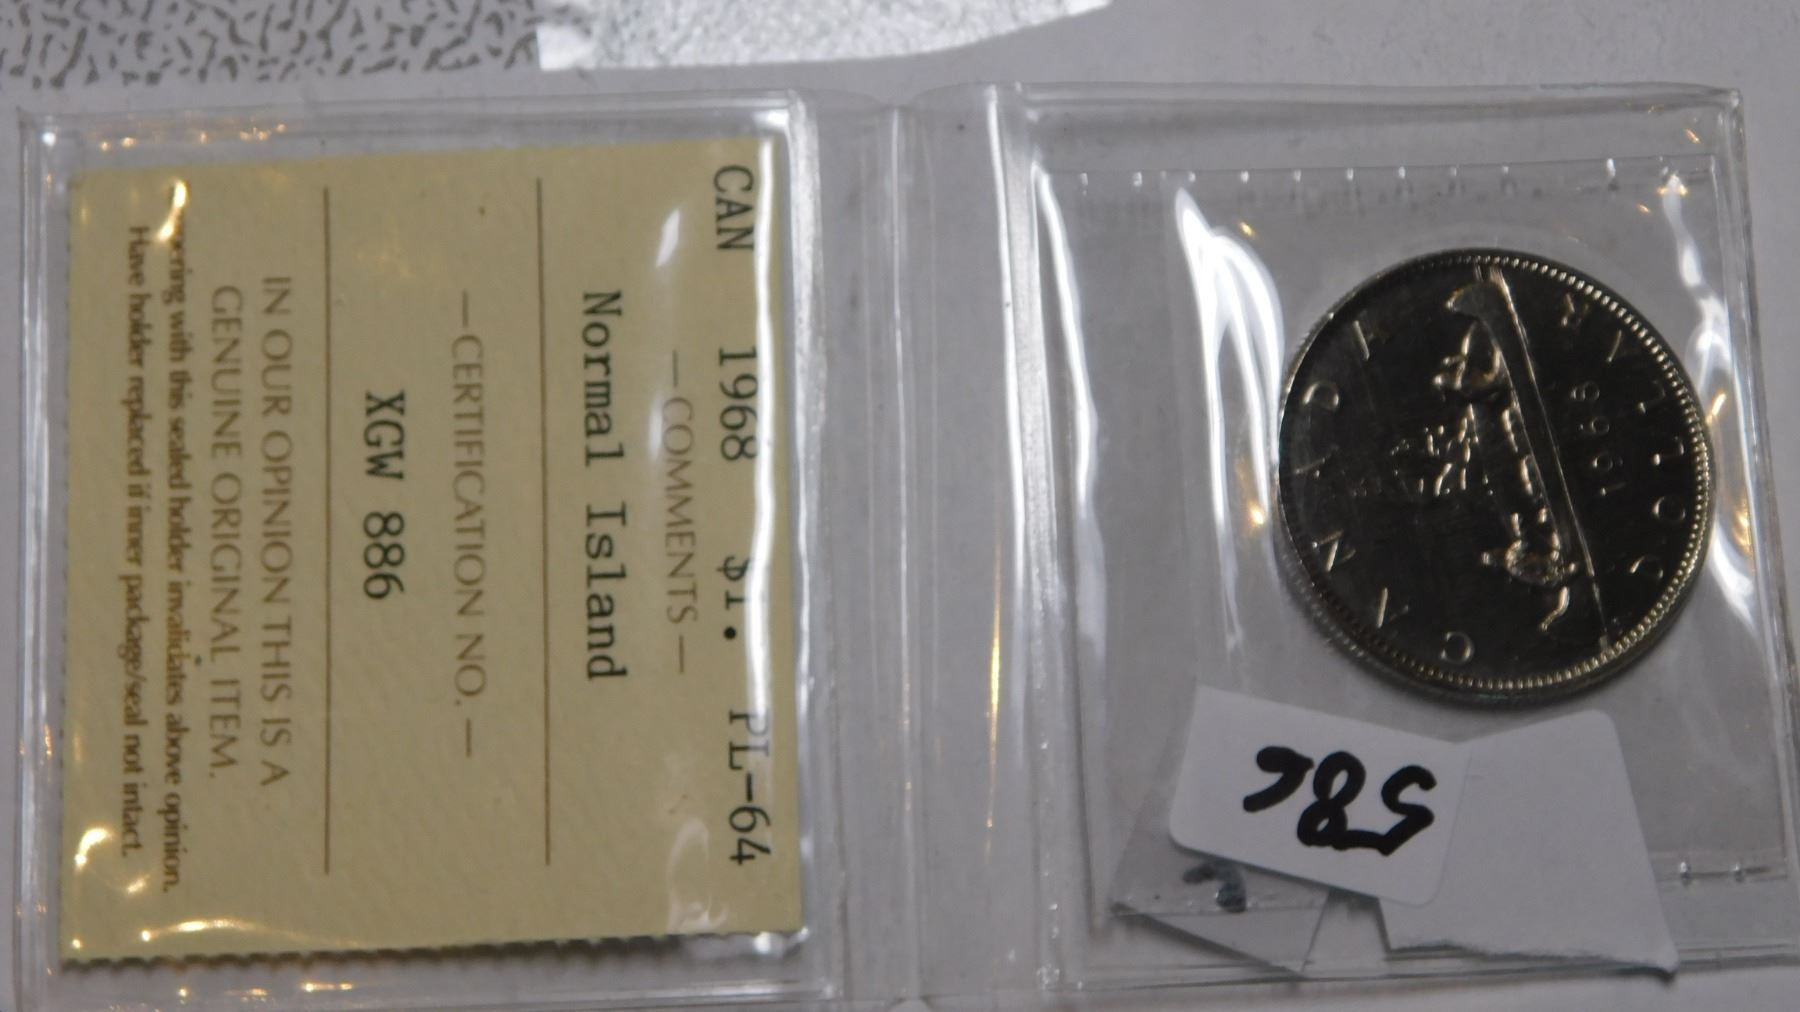 CAN 1968 $1. PL-64
—COMMENTS—
Normal Island
—CERTIFICATION NO.—
XGW 886
IN OUR OPINION THIS IS A
GENUINE ORIGINAL ITEM.
with this sealed holder invalidates above opinion.
Have holder replaced if inner package/seal not intact.
CANADA
1968
DOLLAR
58c